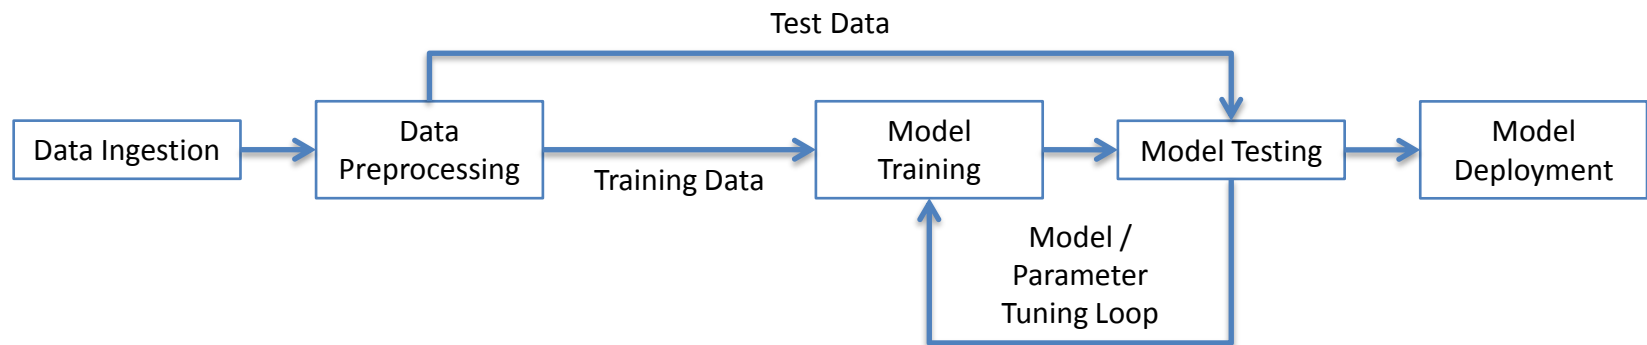 Test Data
Data Ingestion
Data
Preprocessing
Training Data
Model
Training
Model Testing
Model
Deployment
Model /
Parameter
Tuning Loop